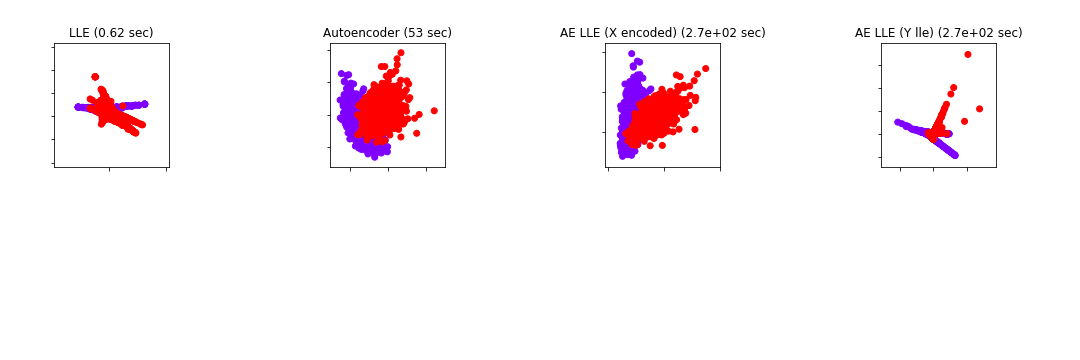 LLE (0.62 sec)
Autoencoder (53 sec)
AE LLE (X encoded) (2.7e+02 sec)
AE LLE (Y lle) (2.7e+02 sec)